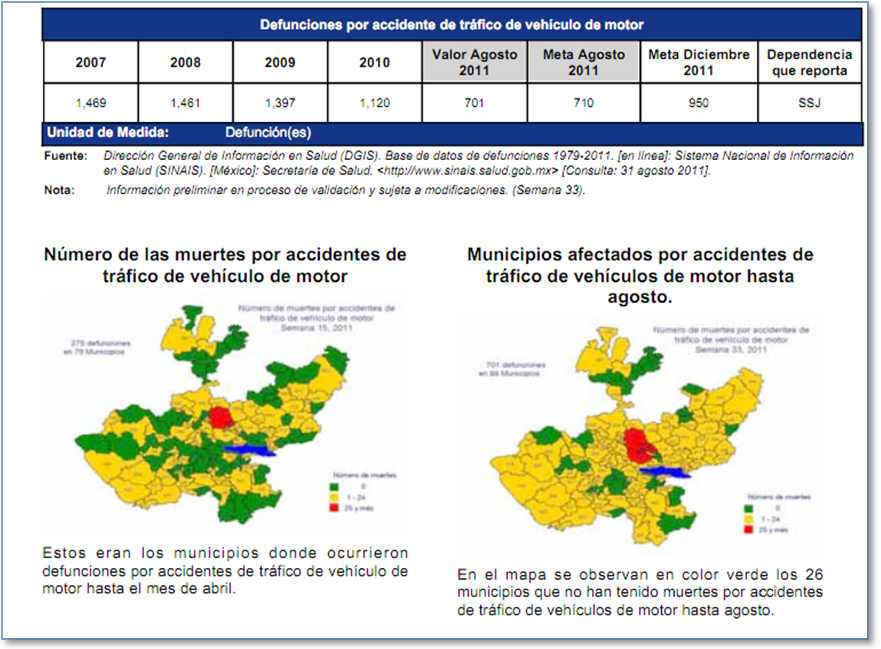 Defunciones por accidente de tráfico de vehículo de motor
2007 2008 2009 2010 Valor Agosto 2011 Meta Agosto 2011 Meta Diciembre 2011 Dependencia que reporta
1,469 1,461 1,397 1,120 701 710 950 SSJ
Unidad de Medida: Defunción(es)
Fuente: Dirección General de Información en Salud (DGIS). Base de datos de defunciones 1979-2011. [en línea]: Sistema Nacional de Información
en Salud (SINAIS). [México]: Secretaría de Salud. <http://www.sinais.salud.gob.mx> [Consulta: 31 agosto 2011].
Nota: Información preliminar en proceso de validación y sujeta a modificaciones. (Semana 33).
Número de las muertes por accidentes de
tráfico de vehículo de motor
Número de muertes por accidentes de
tráfico de vehículo de motor
Semana 15, 2011
275 defunciones
en 79 Municipios
Número de muertes
0
1 - 24
25 y más
Estos eran los municipios donde ocurrieron
defunciones por accidentes de tráfico de vehículo de
motor hasta el mes de abril.
Municipios afectados por accidentes de
tráfico de vehículos de motor hasta
agosto.
Número de muertes por accidentes de
tráfico de vehículo de motor
Semana 33, 2011
701 defunciones
en Municipios
Número de muertes
0
1 - 24
25 y más
En el mapa se observan en color verde los 26
municipios que no han tenido muertes por accidentes
de tráfico de vehículos de motor hasta agosto.